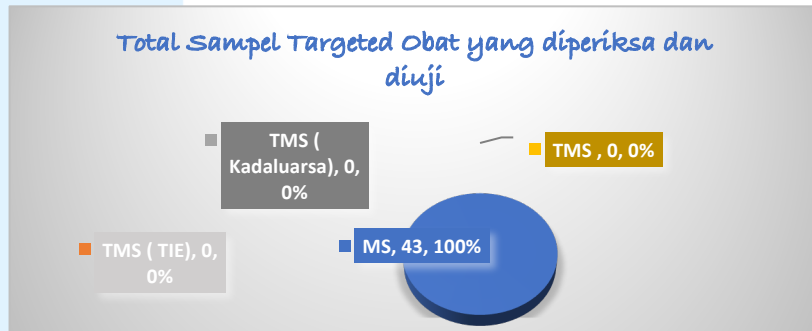 Total Sampel Targeted Obat yang diperiksa dan
diuji
TMS (
Kadaluarsa), 0,
0%
TMS , 0, 0%
TMS ( TIE), 0,
0%
MS, 43, 100%